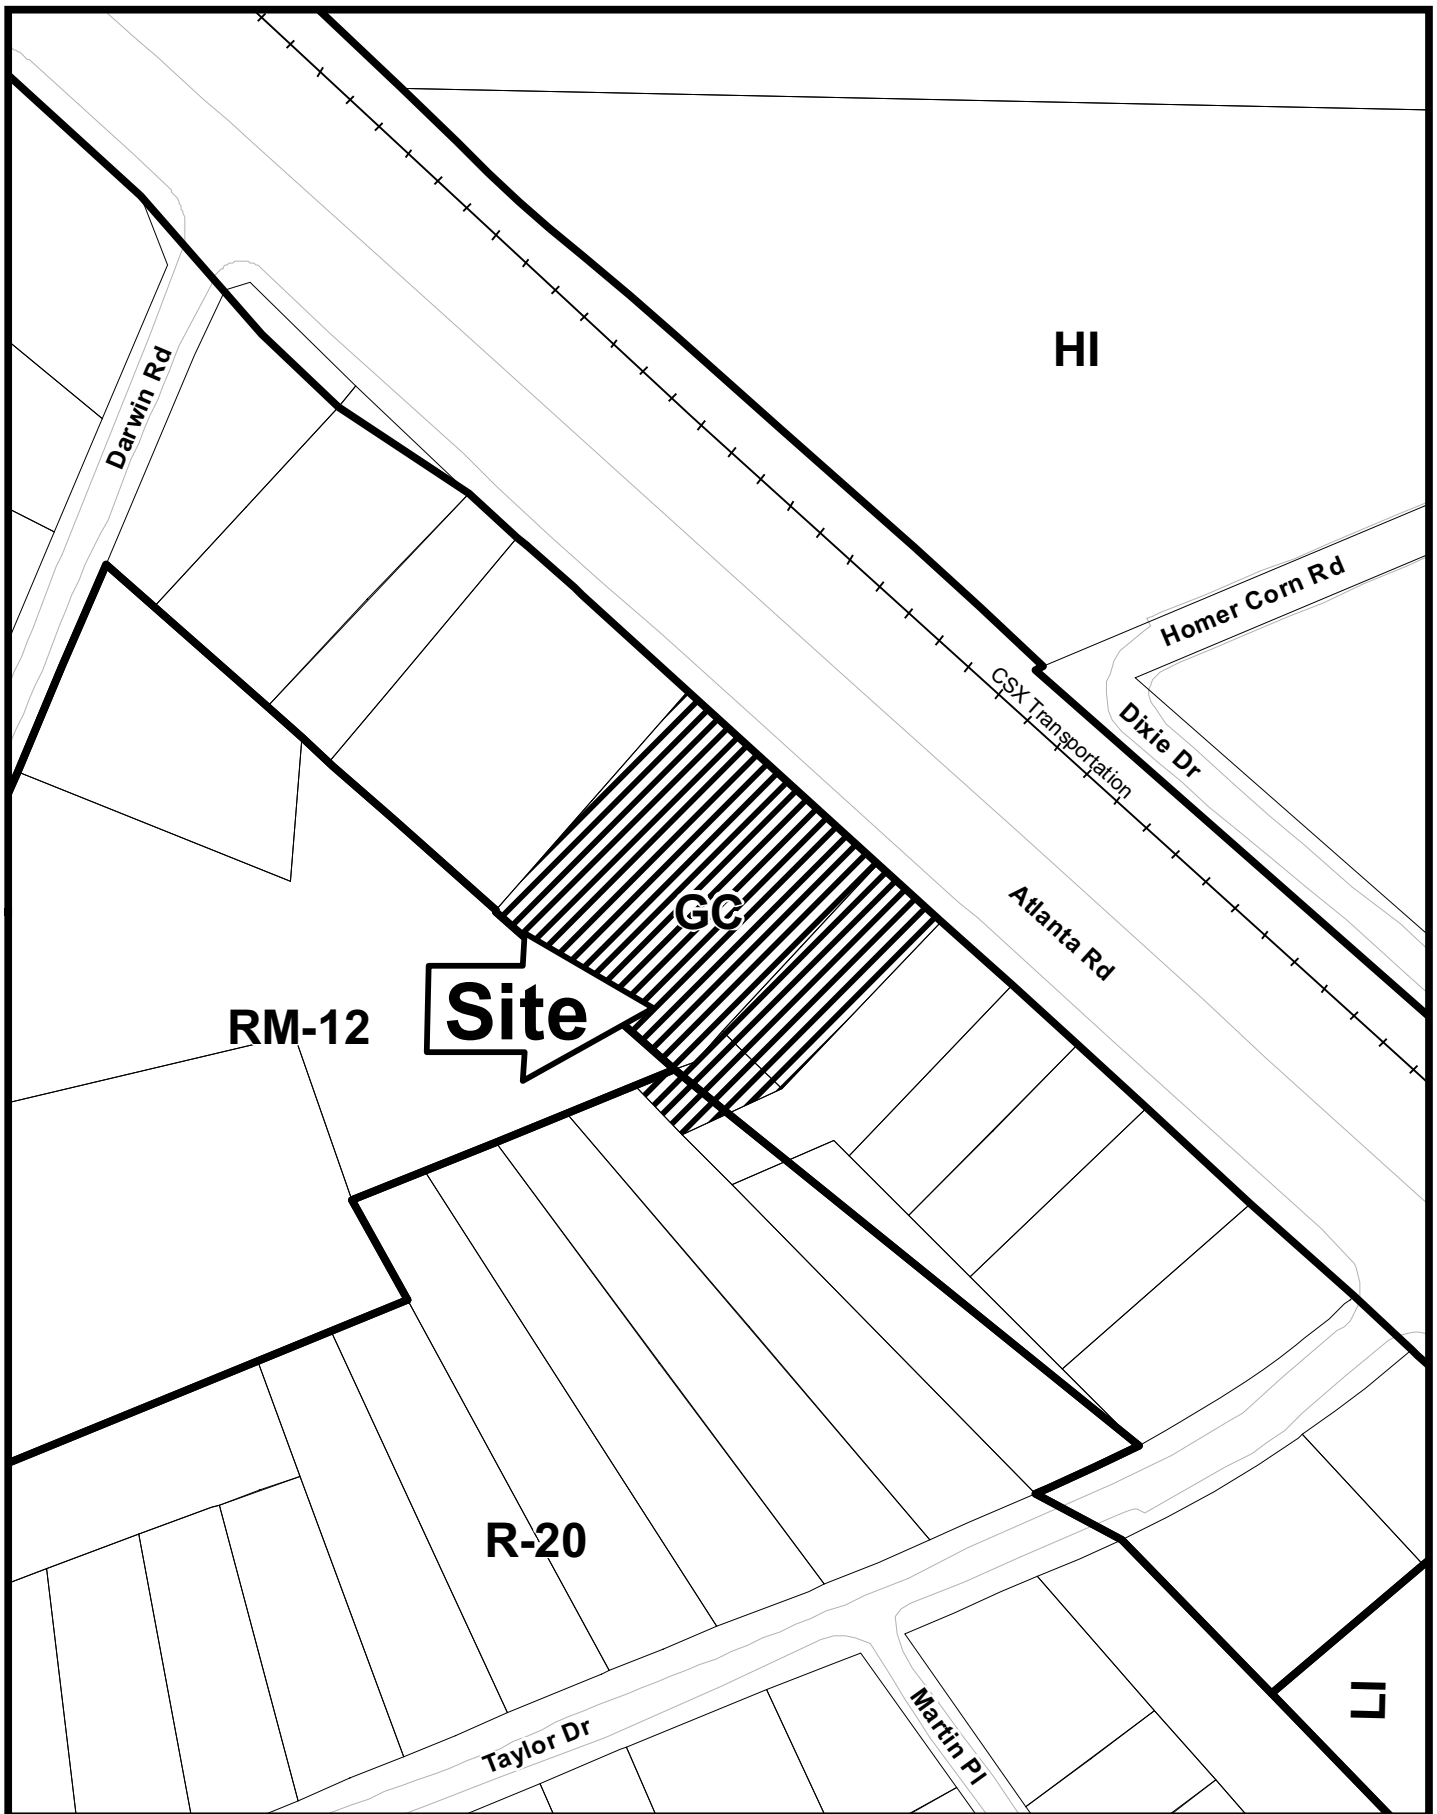 HI
Darwin Rd
Homer Corn Rd
CSX Transportation
Dixie Dr
GC
Atlanta Rd
Site
RM-12
R-20
LI
Martin Pl
Taylor Dr